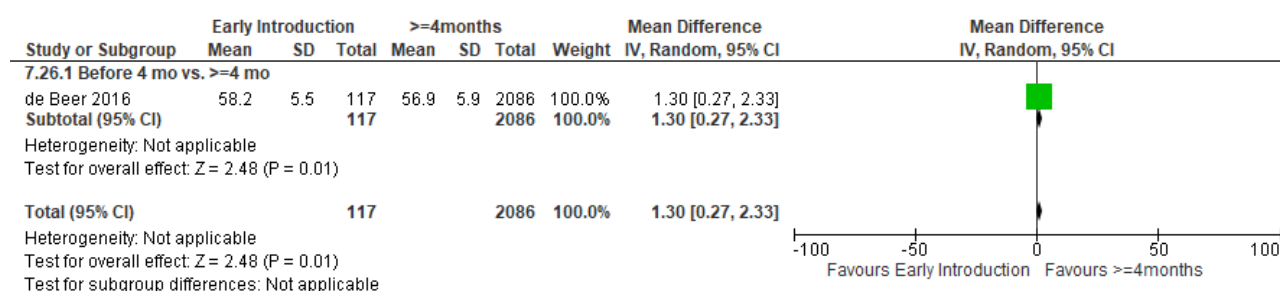 Early Introduction >=4months Mean Difference Mean Difference
Study or Subgroup Mean SD Total Mean SD Total Weight IV, Random, 95% CI IV, Random, 95% CI
7.26.1 Before 4 mo vs. >=4 mo
de Beer 2016 58.2 5.5 117 56.9 5.9 2086 100.0% 1.30 [0.27, 2.33]
Subtotal (95% CI) 117 2086 100.0% 1.30 [0.27, 2.33]
Heterogeneity: Not applicable
Test for overall effect: Z = 2.48 (P = 0.01)
Total (95% CI) 117 2086 100.0% 1.30 [0.27, 2.33]
Heterogeneity: Not applicable
Test for overall effect: Z = 2.48 (P = 0.01)
Test for subgroup differences: Not applicable
-100 -50 0 50 100
Favours Early Introduction Favours >=4months